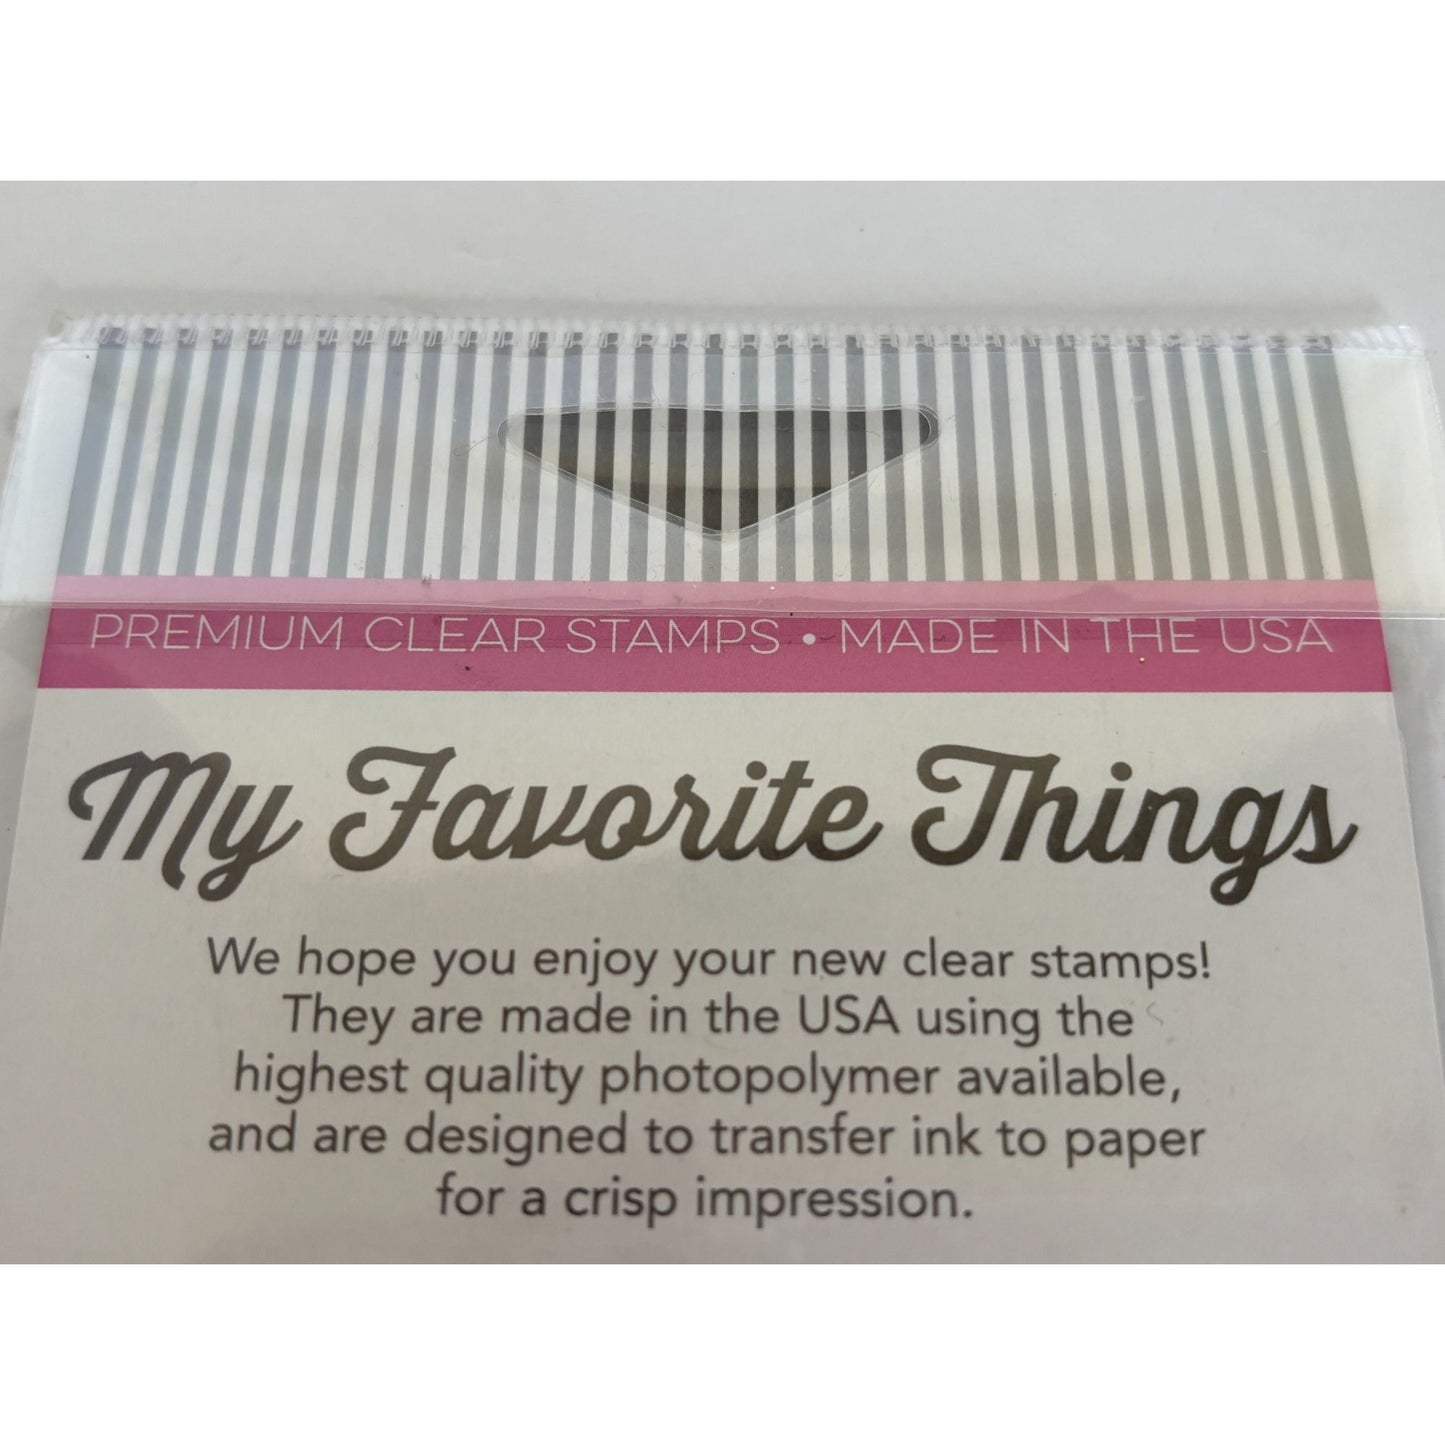 PREMIUM CLEAR STAMPS • MADE IN THE USA
My Favorite Things
We hope you enjoy your new clear stamps!
They are made in the USA using the
highest quality photopolymer available,
and are designed to transfer ink to paper
for a crisp impression.